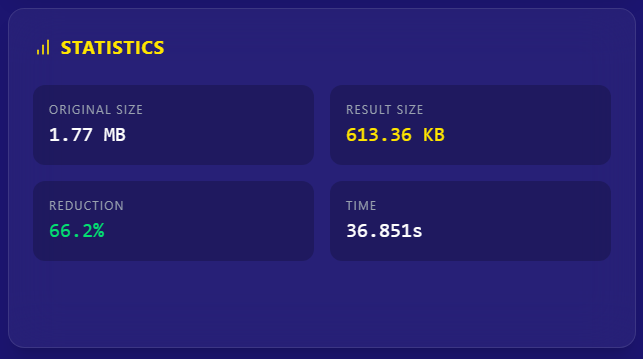 STATISTICS
ORIGINAL SIZE
1.77 MB
RESULT SIZE
613.36 KB
REDUCTION
66.2%
TIME
36.851s